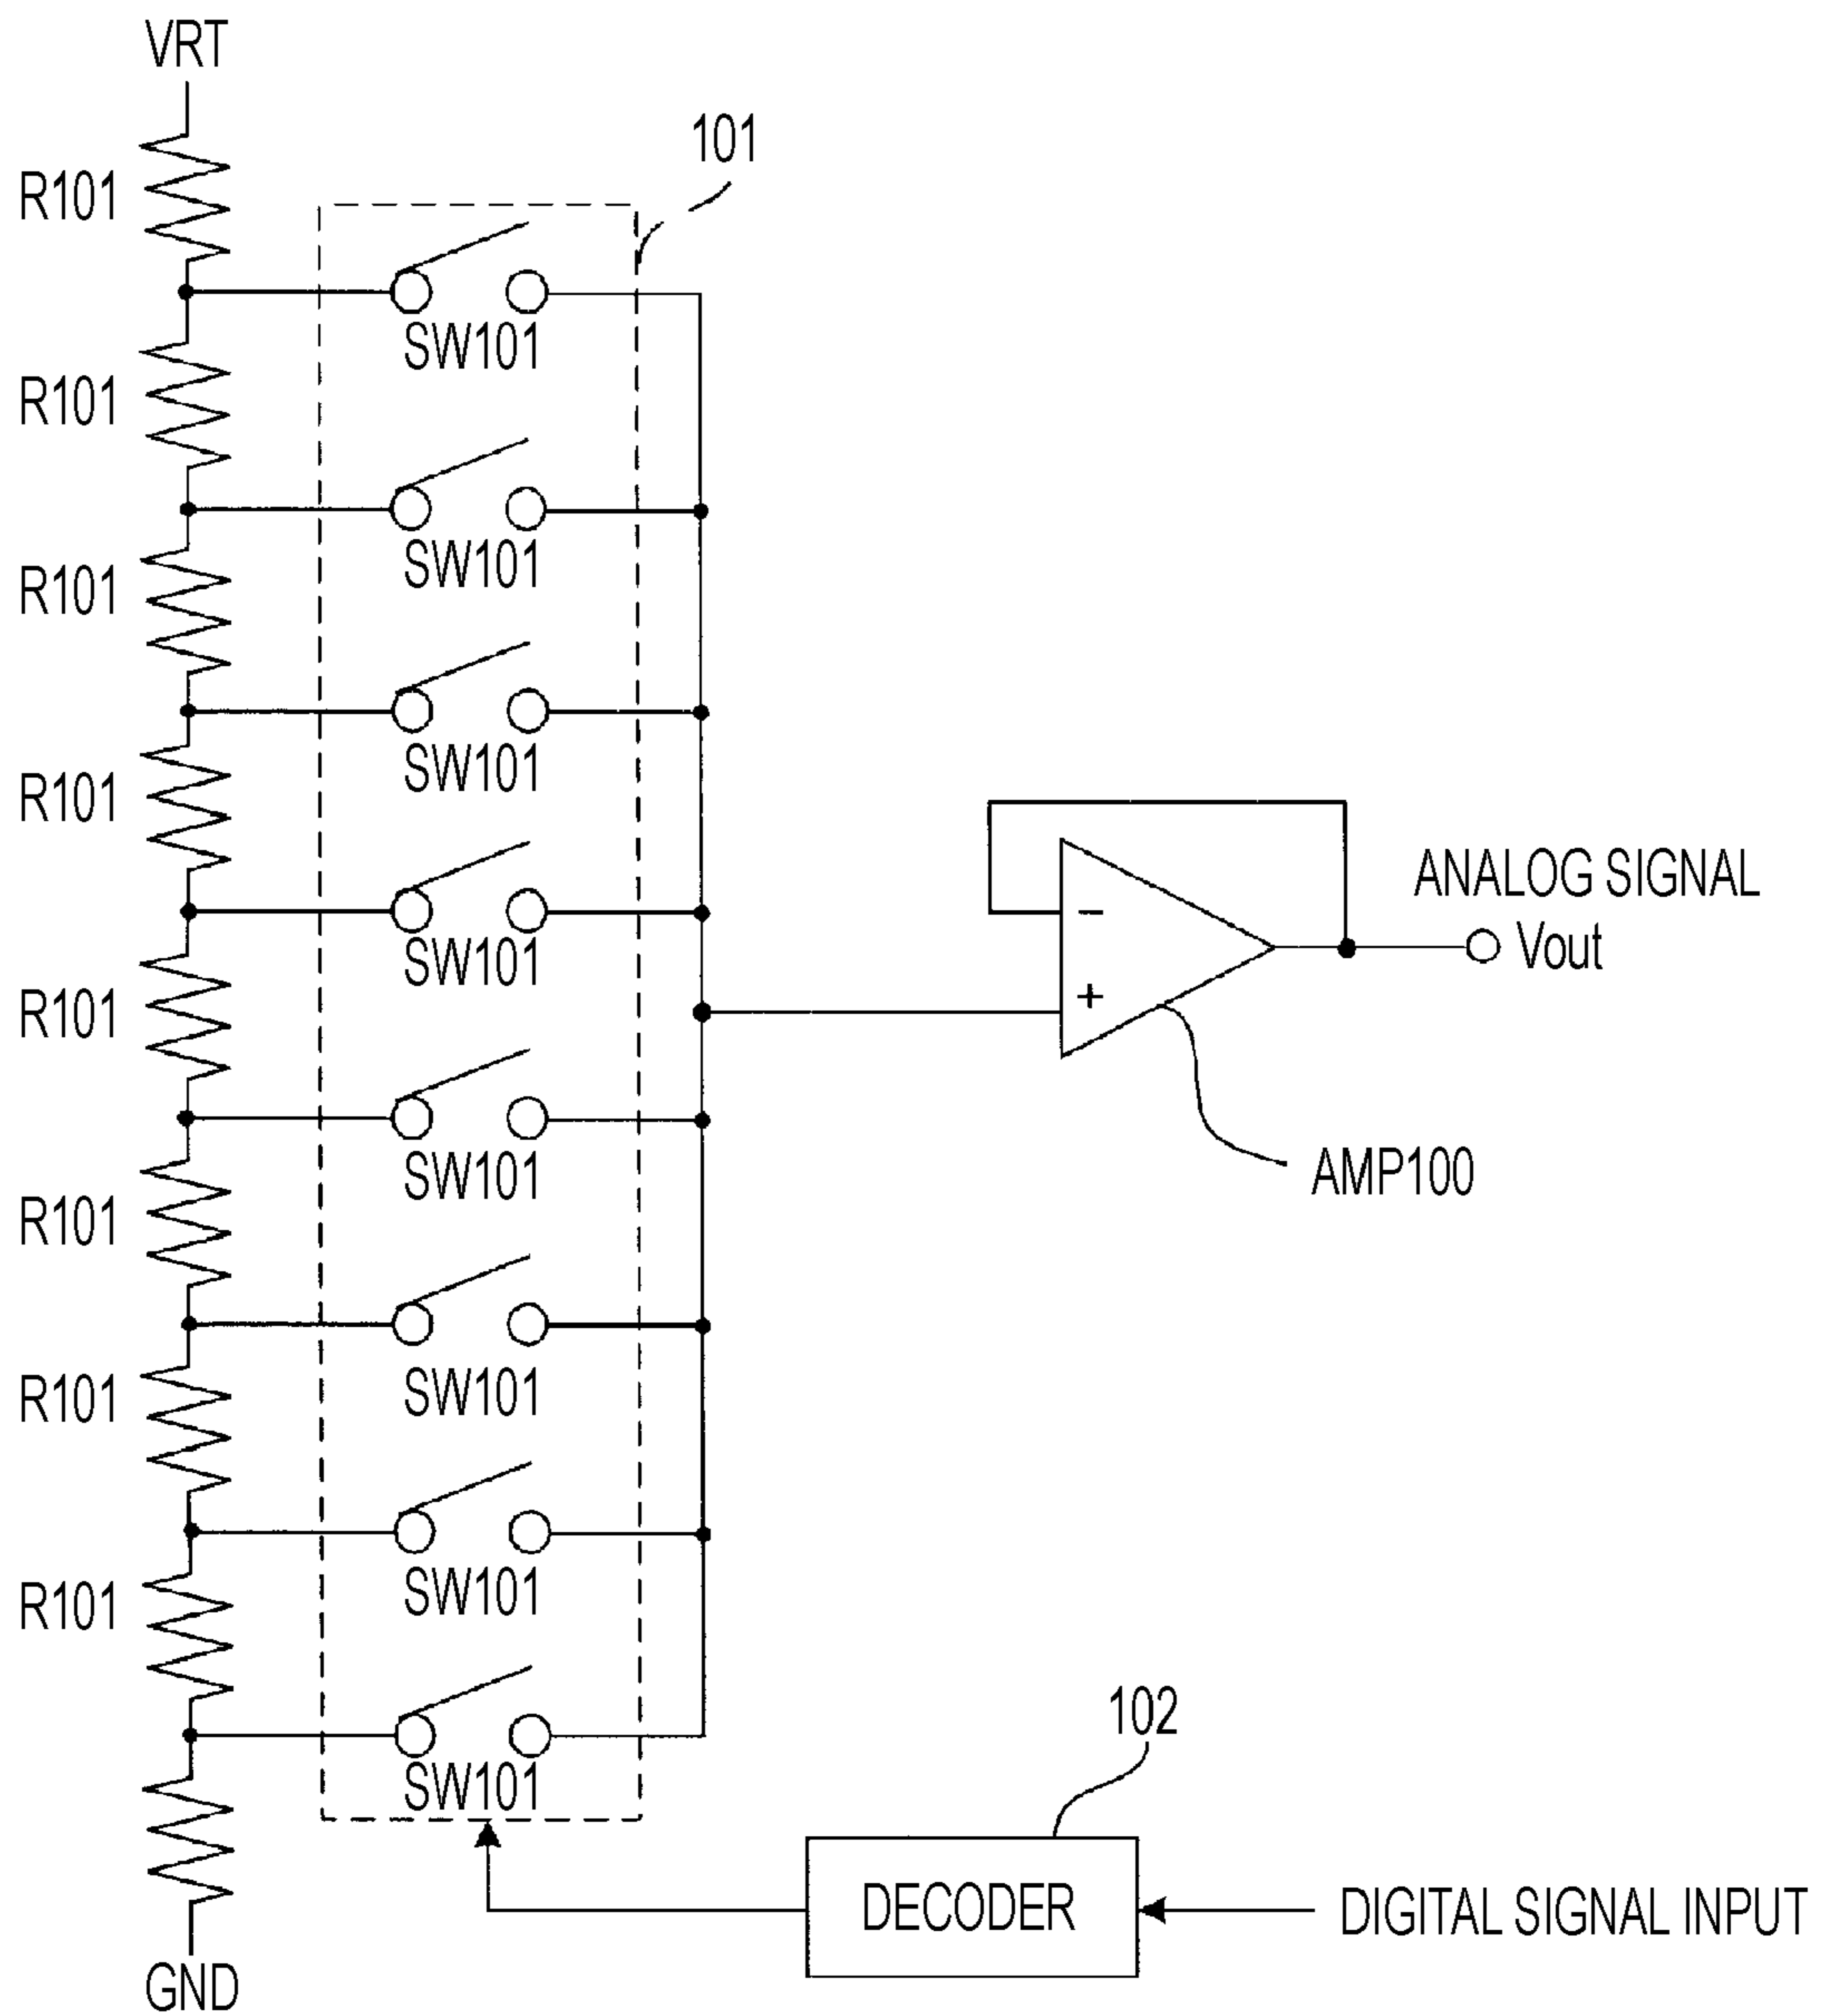 VRT
101
R101
SW101
R101
SW101
R101
SW101
R101
SW101
ANALOG SIGNAL
Vout
−
+
R101
SW101
AMP100
R101
SW101
R101
SW101
R101
SW101
102
DECODER
DIGITAL SIGNAL INPUT
GND